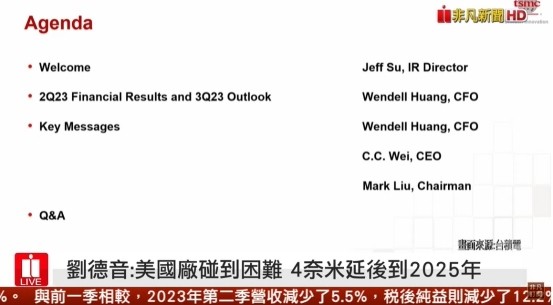 tsmc
非凡新聞HD
Agenda
• Welcome Jeff Su, IR Director
• 2Q23 Financial Results and 3Q23 Outlook Wendell Huang, CFO
• Key Messages Wendell Huang, CFO
C.C. Wei, CEO
Mark Liu, Chairman
• Q&A
畫面來源:台積電
LIVE
劉德音:美國廠碰到困難 4奈米延後到2025年
%。 與前一季相較，2023年第二季營收減少了5.5%，稅後純益則減少了12.2%